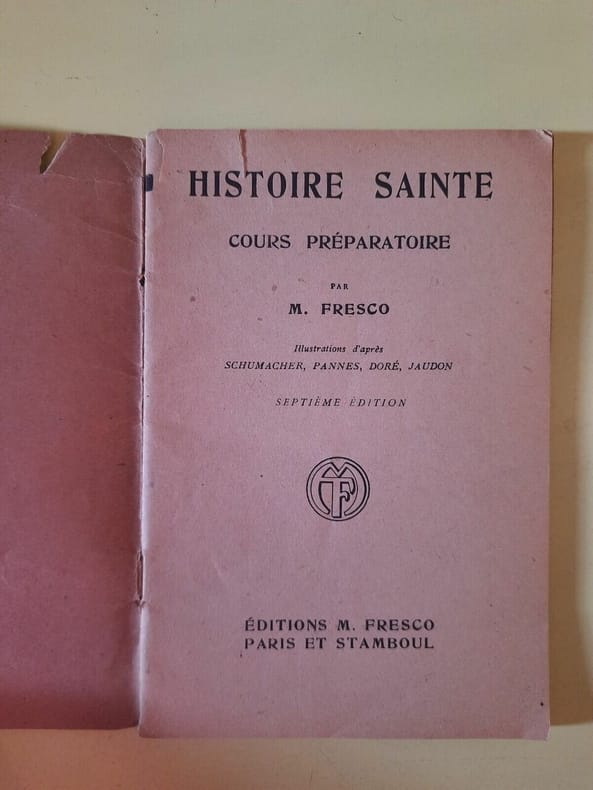 HISTOIRE SAINTE
COURS PRÉPARATOIRE
PAR
M. FRESCO
Illustrations d'après
SCHUMACHER, PANNES, DORÉ, JAUDON
SEPTIÈME ÉDITION
MF
ÉDITIONS M. FRESCO
PARIS ET STAMBOUL